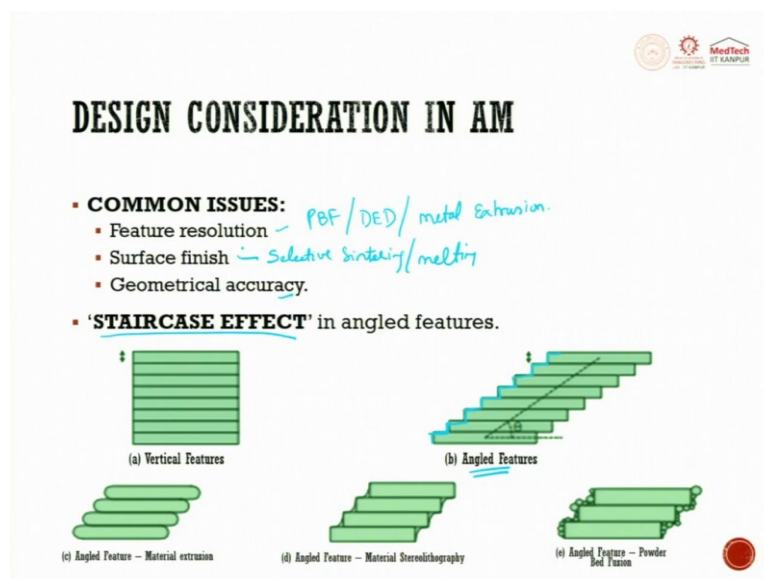 MedTech
IIT KANPUR
DESIGN CONSIDERATION IN AM
COMMON ISSUES:
Feature resolution – PBF/DED/metal Extrusion.
Surface finish – Selective Sintering/melting
Geometrical accuracy.
‘STAIRCASE EFFECT’ in angled features.
θ
(a) Vertical Features
(b) Angled Features
(c) Angled Feature – Material extrusion
(d) Angled Feature – Material Stereolithography
(e) Angled Feature – Powder
Bed Fusion